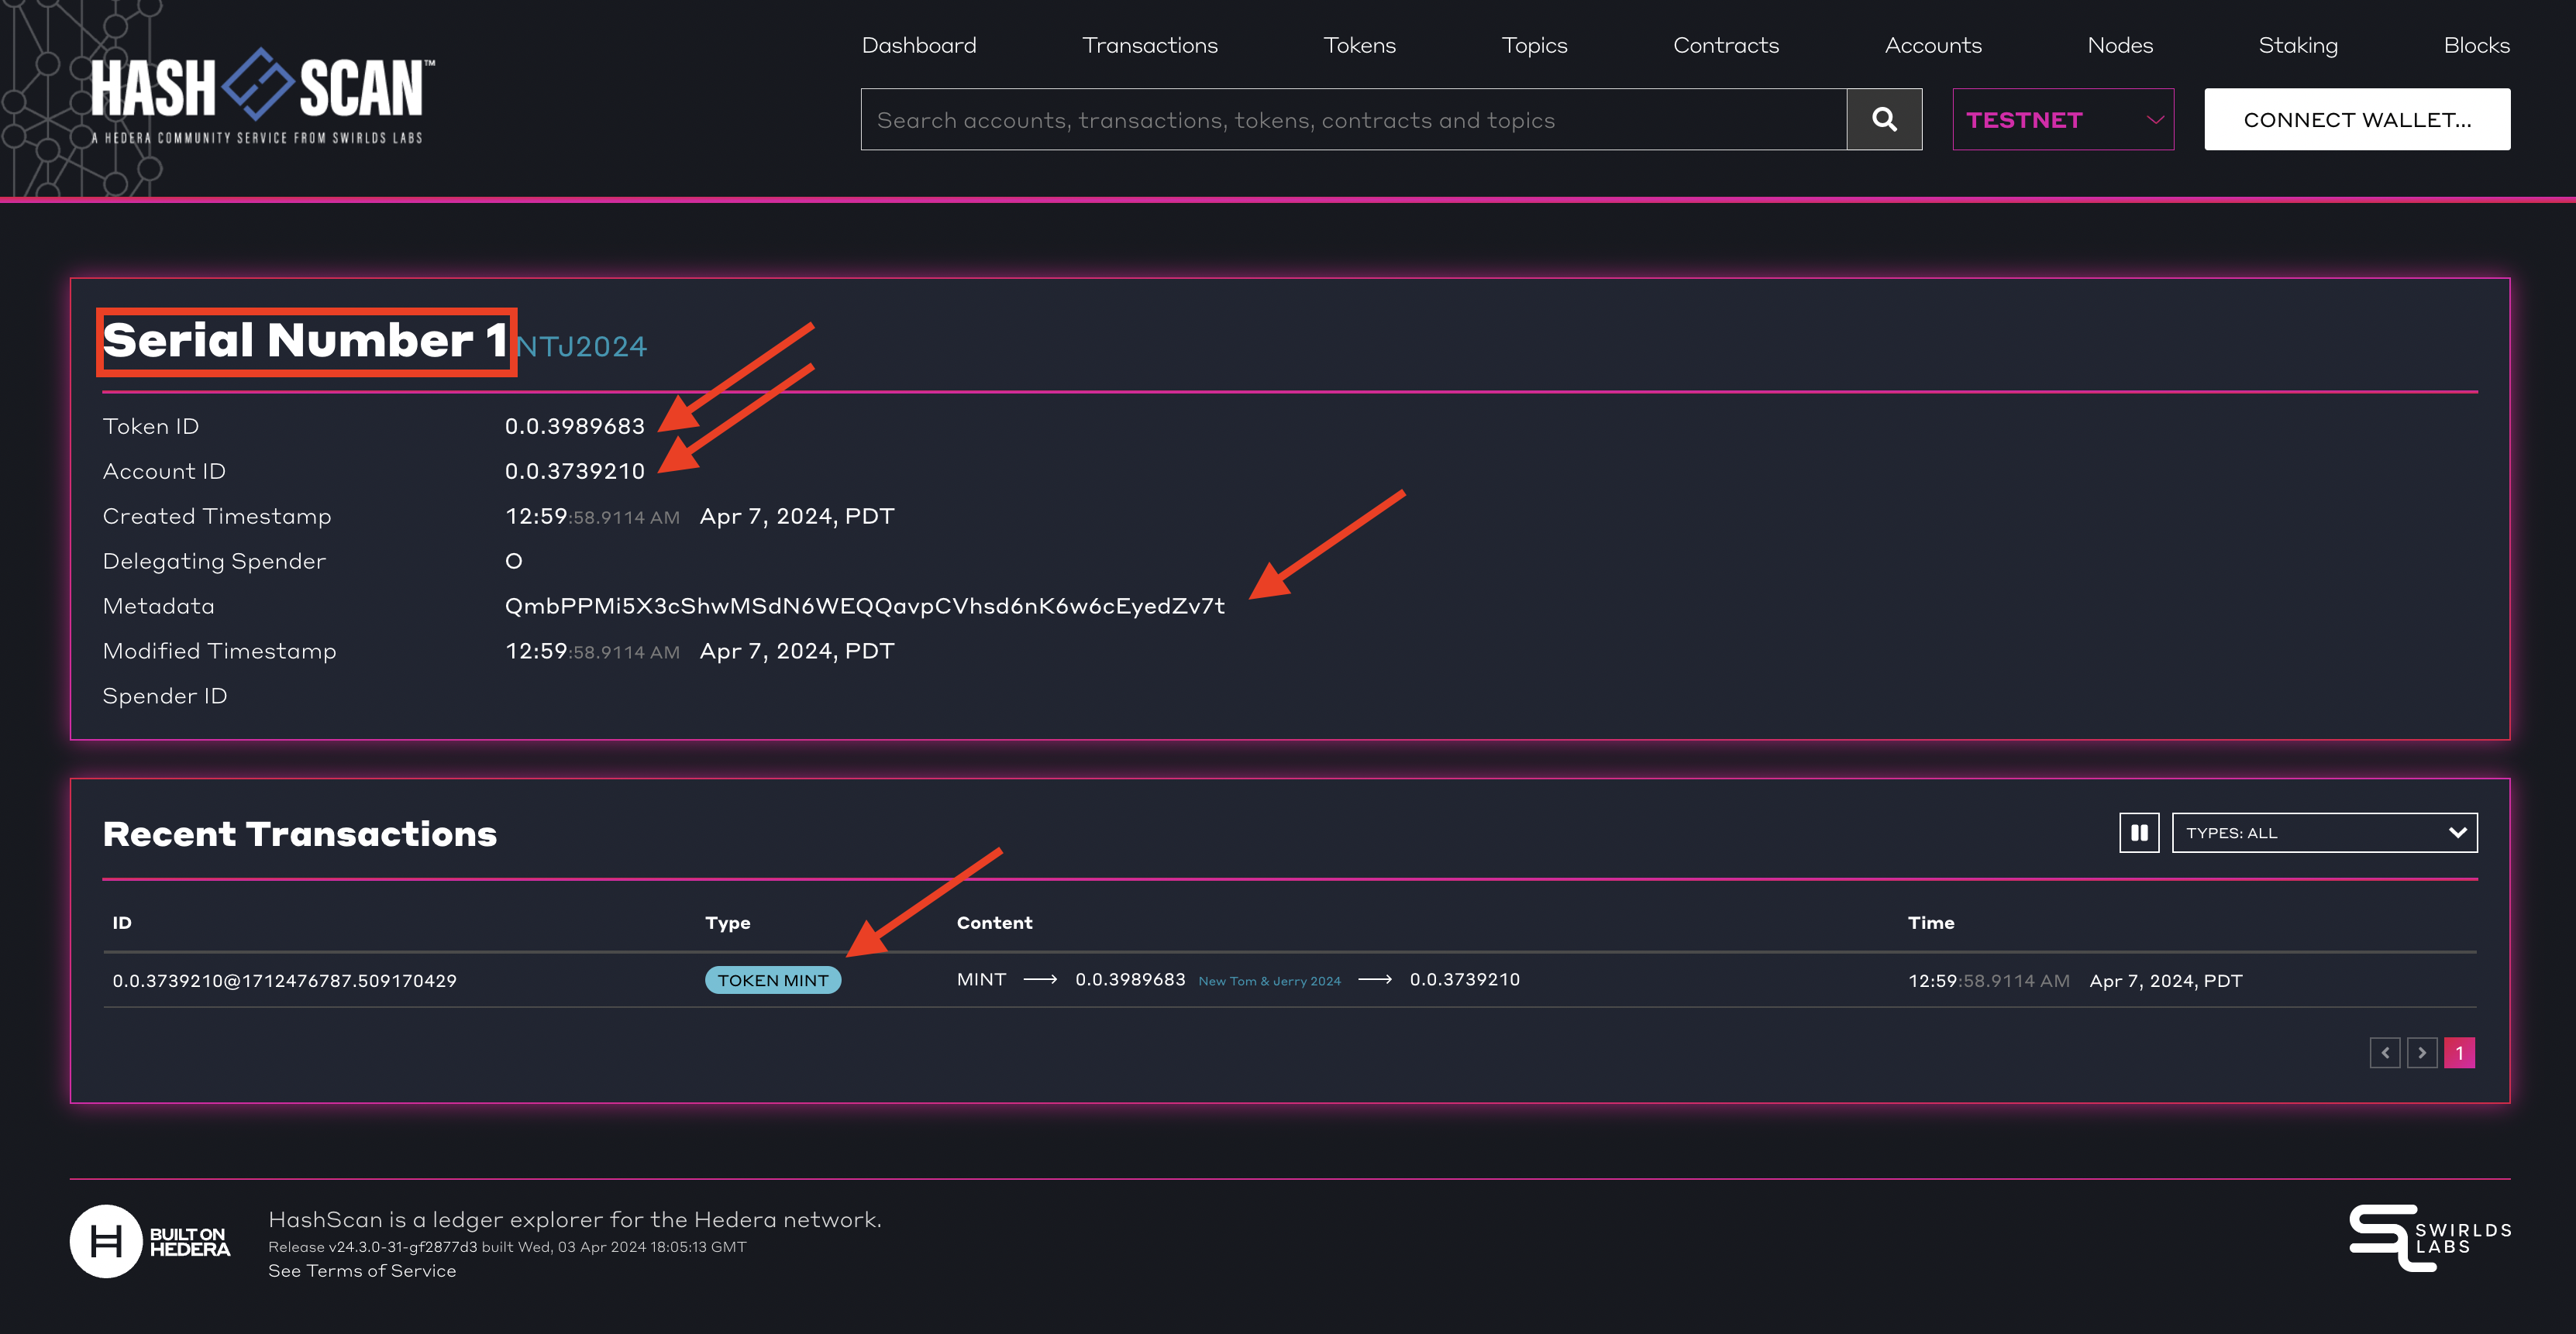 Dashboard Transactions Tokens Topics Contracts Accounts Nodes Staking Blocks
HASH SCAN™
A HEDERA COMMUNITY SERVICE FROM SWIRLDS LABS
Search accounts, transactions, tokens, contracts and topics
TESTNET
CONNECT WALLET...
Serial Number 1 NTJ2024
Token ID 0.0.3989683
Account ID 0.0.3739210
Created Timestamp 12:59:58.9114 AM Apr 7, 2024, PDT
Delegating Spender 0
Metadata QmbPPMi5X3cShwMSdN6WEQQavpCVhsd6nK6w6cEyedZv7t
Modified Timestamp 12:59:58.9114 AM Apr 7, 2024, PDT
Spender ID
Recent Transactions
TYPES: ALL
ID Type Content Time
0.0.3739210@1712476787.509170429 TOKEN MINT MINT → 0.0.3989683 New Tom & Jerry 2024 → 0.0.3739210 12:59:58.9114 AM Apr 7, 2024, PDT
1
H BUILT ON
HEDERA
HashScan is a ledger explorer for the Hedera network.
Release v24.3.0-31-gf2877d3 built Wed, 03 Apr 2024 18:05:13 GMT
See Terms of Service
SWIRLDS
LABS